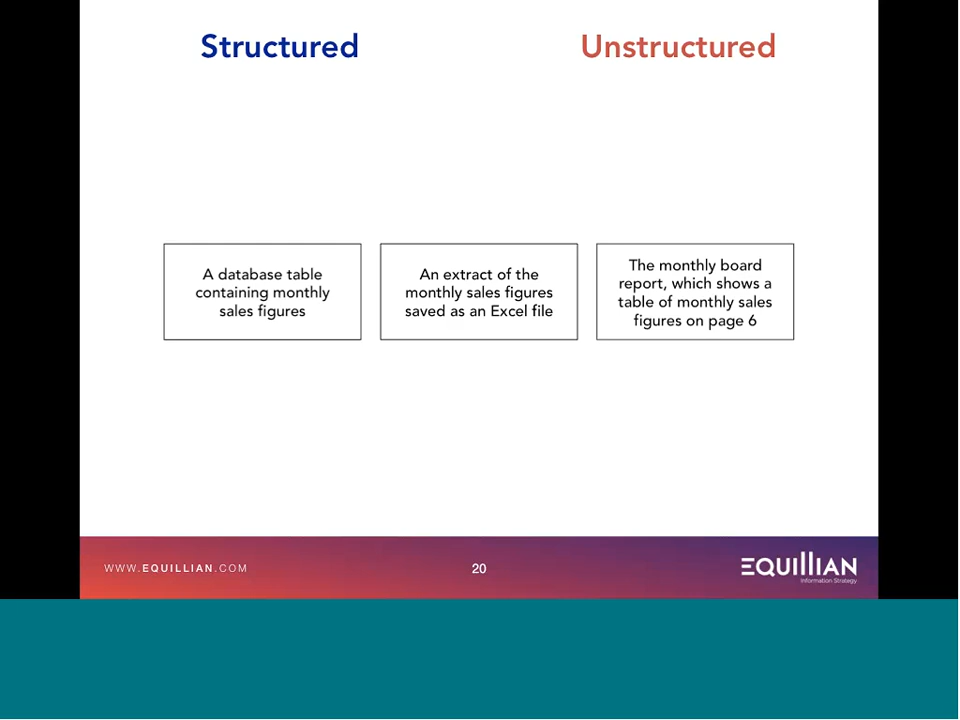 Structured
Unstructured
A database table
containing monthly
sales figures
An extract of the
monthly sales figures
saved as an Excel file
The monthly board
report, which shows a
table of monthly sales
figures on page 6
WWW.EQUILLIAN.COM
20
EQUILLIAN
Information Strategy